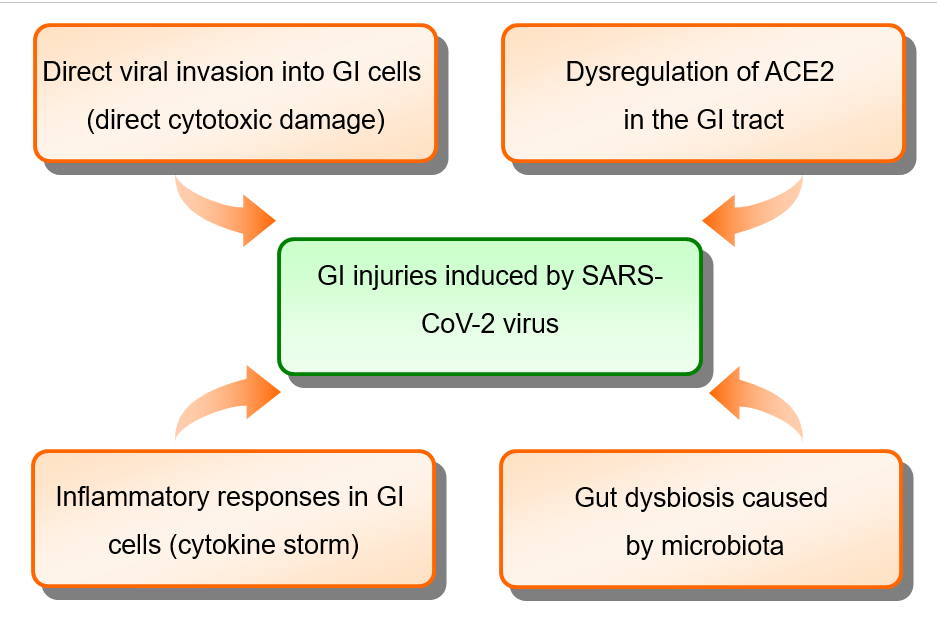 Direct viral invasion into GI cells
(direct cytotoxic damage)
Dysregulation of ACE2
in the GI tract
GI injuries induced by SARS-
CoV-2 virus
Inflammatory responses in GI
cells (cytokine storm)
Gut dysbiosis caused
by microbiota